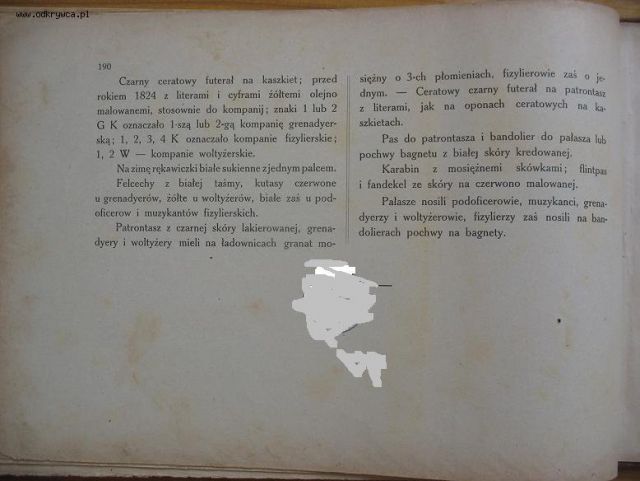 www.odkrywca.pl
190
Czarny ceratowy futerał na kaszkiet; przed
rokiem 1824 z literami i cyframi żółtemi olejno
malowanemi, stosownie do kompanij; znaki 1 lub 2
G K oznaczało 1-szą lub 2-gą kompanię grenadyer-
ską; 1, 2, 3, 4 K oznaczało kompanie fizylierskie;
1, 2 W — kompanie woltyżerskie.
Na zimę rękawiczki białe sukienne z jednym palcem.
Felcechy z białej taśmy, kutasy czerwone
u grenadyerów, żółte u woltyżerów, białe zaś u pod-
oficerow i muzykantów fizylierskich.
Patrontasz z czarnej skóry lakierowanej, grena-
dyery i woltyżery mieli na ładownicach granat mo-
siężny o 3-ch płomieniach, fizylierowie zaś o je-
dnym. — Ceratowy czarny futerał na patrontasz
z literami, jak na oponach ceratowych na ka-
szkietach.
Pas do patrontasza i bandolier do pałasza lub
pochwy bagnetu z białej skóry kredowanej.
Karabin z mosiężnemi skówkami; flintpas
i fandekel ze skóry na czerwono malowanej.
Pałasze nosili podoficerowie, muzykanci, grena-
dyerzy i woltyżerowie, fizylierzy zaś nosili na ban-
dolierach pochwy na bagnety.